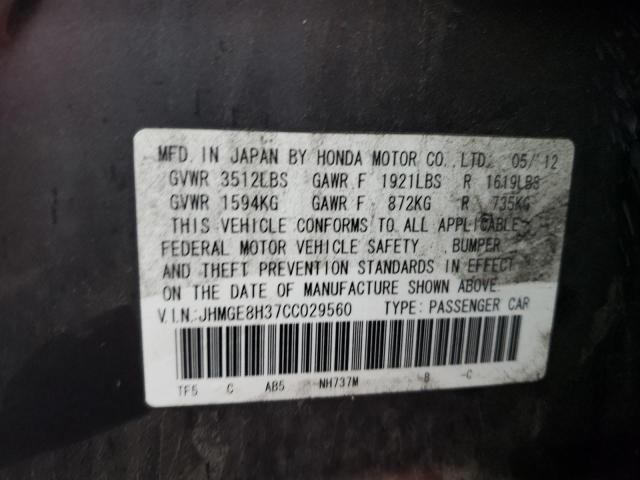 MFD. IN JAPAN BY HONDA MOTOR CO., LTD. 05/12
GVWR 3512LBS GAWR F 1921LBS R 1619LBS
GVWR 1594KG GAWR F 872KG R 735KG
THIS VEHICLE CONFORMS TO ALL APPLICABLE
FEDERAL MOTOR VEHICLE SAFETY, BUMPER
AND THEFT PREVENTION STANDARDS IN EFFECT
ON THE DATE OF MANUFACTURE SHOWN ABOVE.
V.I.N.:JHMGE8H37CC029560 TYPE: PASSENGER CAR
TF5 C AB5 NH737M B -C